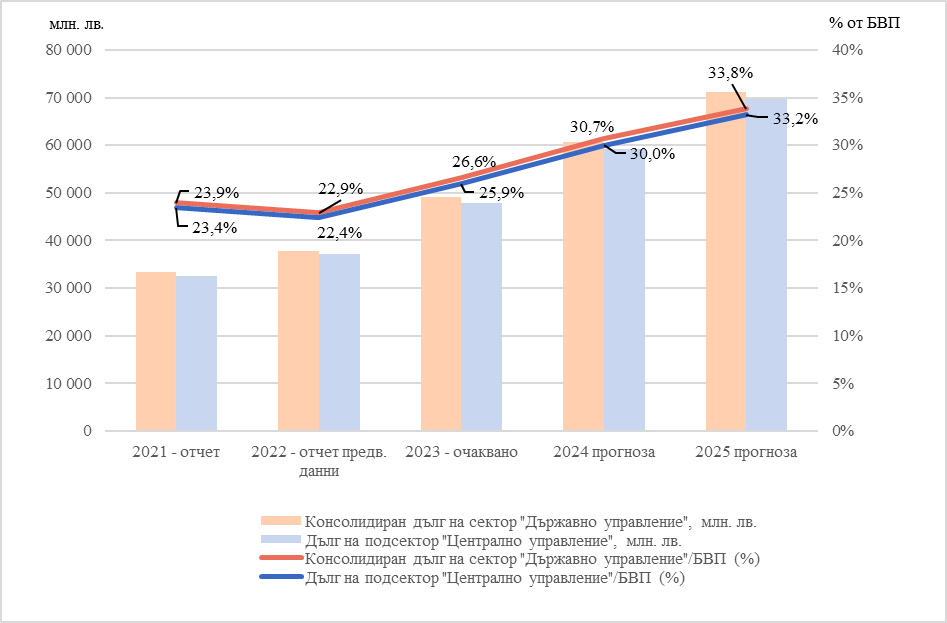 млн. лв.
% от БВП
80 000
70 000
60 000
50 000
40 000
30 000
20 000
10 000
0
40%
35%
30%
25%
20%
15%
10%
5%
0%
23,9%
23,4%
22,9%
22,4%
26,6%
25,9%
30,7%
30,0%
33,8%
33,2%
2021 - отчет
2022 - отчет предв.
данни
2023 - очаквано
2024 прогноза
2025 прогноза
Консолидиран дълг на сектор "Държавно управление", млн. лв.
Дълг на подсектор "Централно управление", млн. лв.
Консолидиран дълг на сектор "Държавно управление"/БВП (%)
Дълг на подсектор "Централно управление"/БВП (%)